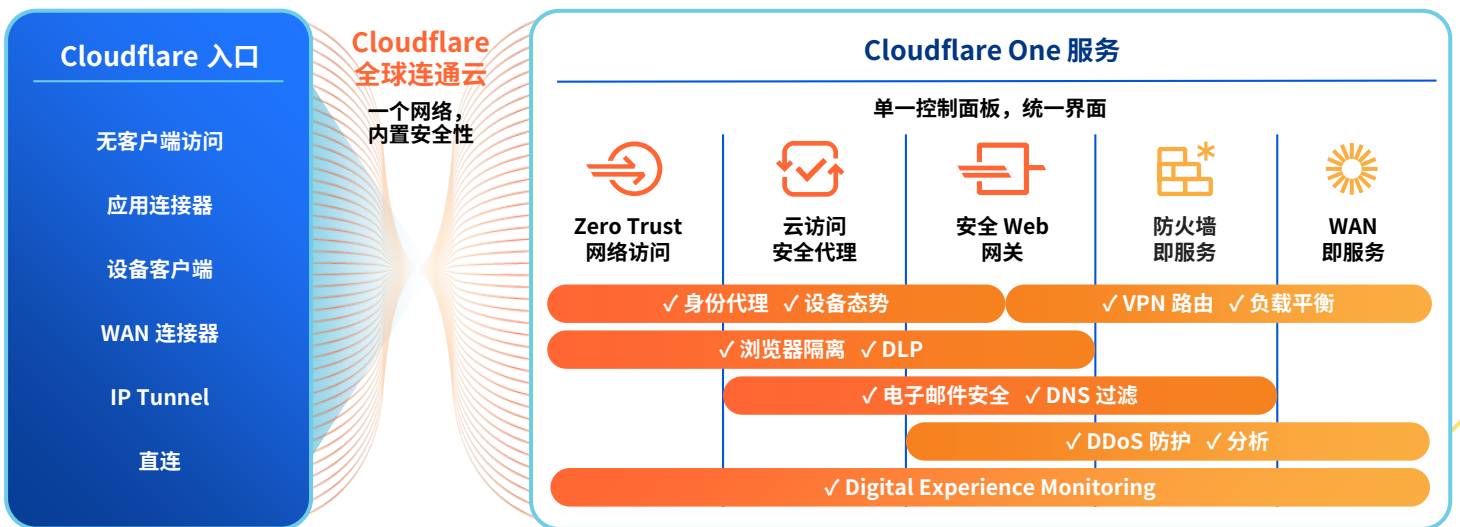 Cloudflare 入口
无客户端访问
应用连接器
设备客户端
WAN 连接器
IP Tunnel
直连
Cloudflare
全球连通云
一个网络，
内置安全性
Cloudflare One 服务
单一控制面板，统一界面
Zero Trust
网络访问
云访问
安全代理
安全 Web
网关
防火墙
即服务
WAN
即服务
✓ 身份代理 ✓ 设备态势
✓ VPN 路由 ✓ 负载平衡
✓ 浏览器隔离 ✓ DLP
✓ 电子邮件安全 ✓ DNS 过滤
✓ DDoS 防护 ✓ 分析
✓ Digital Experience Monitoring